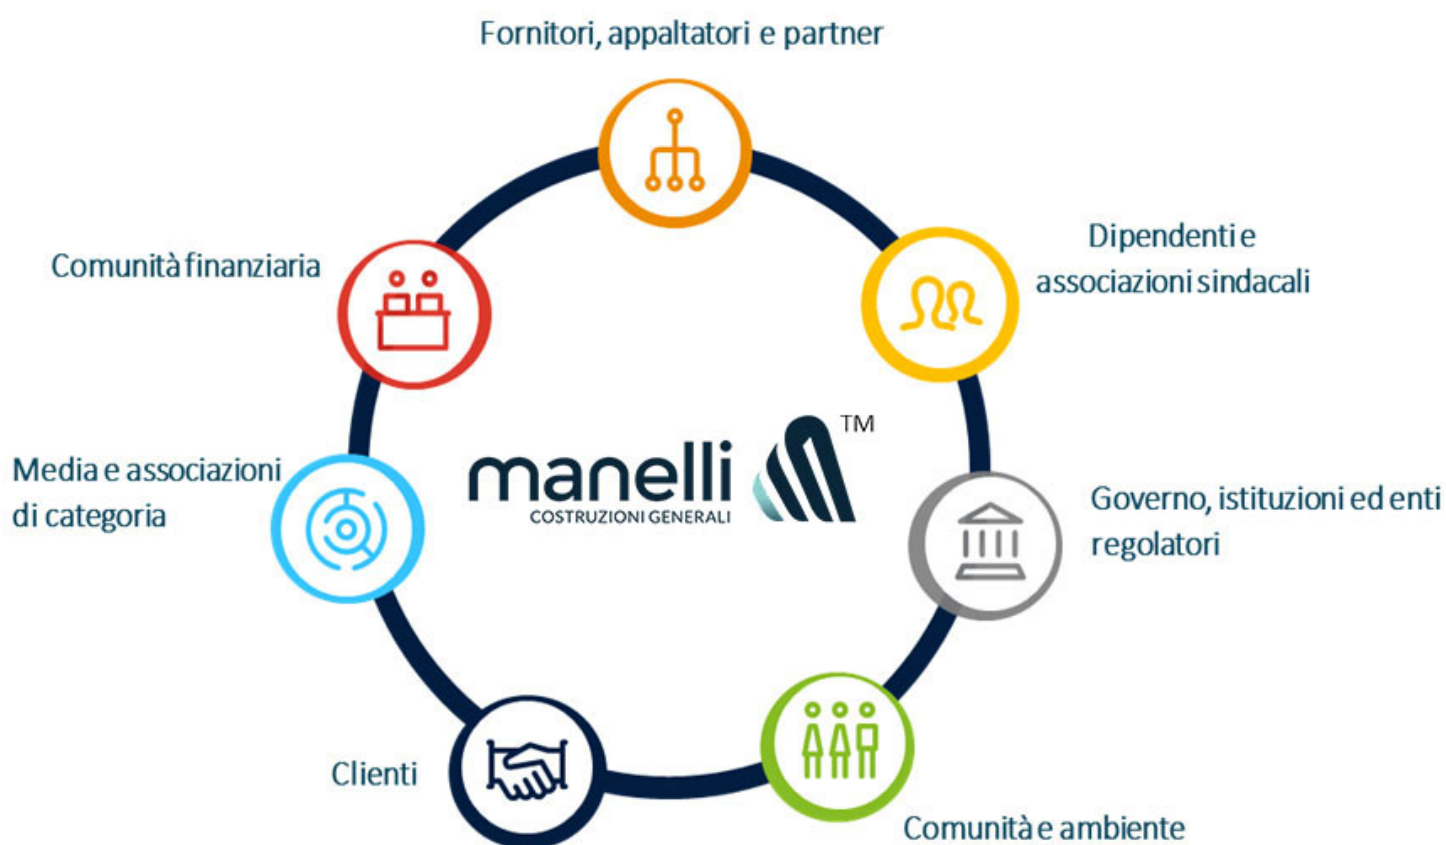 Fornitori, appaltatori e partner
Dipendenti e
associazioni sindacali
Comunità finanziaria
manelli TM
COSTRUZIONI GENERALI
Media e associazioni
di categoria
Governo, istituzioni ed enti
regolatori
Clienti
Comunità e ambiente